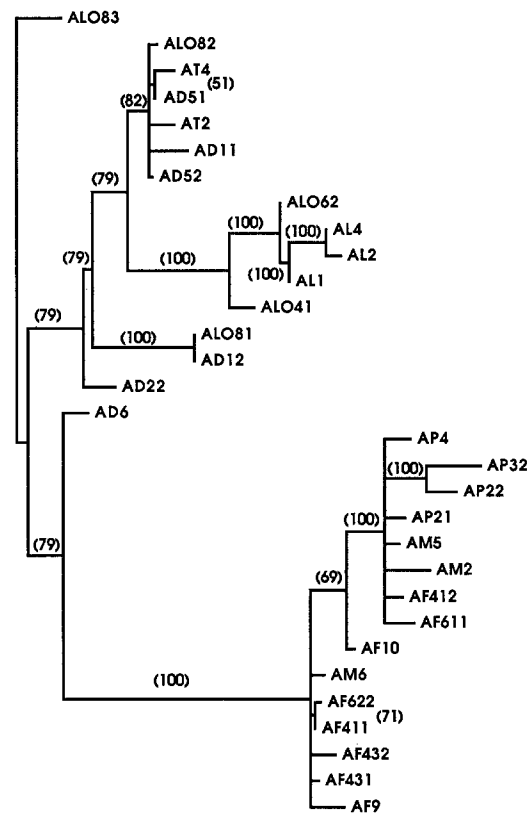 ALO83
ALO82
AT4
(51)
AD51
(82)
AT2
AD11
AD52
(79)
ALO62
(100)
(100)
AL4
AL2
(79)
(100)
(100)
AL1
ALO41
(79)
(100)
ALO81
AD12
AD22
AD6
AP4
(100)
AP32
AP22
(100)
AP21
AM5
(79)
(69)
AM2
AF412
AF611
AF10
(100)
AM6
AF622
(71)
AF411
AF432
AF431
AF9